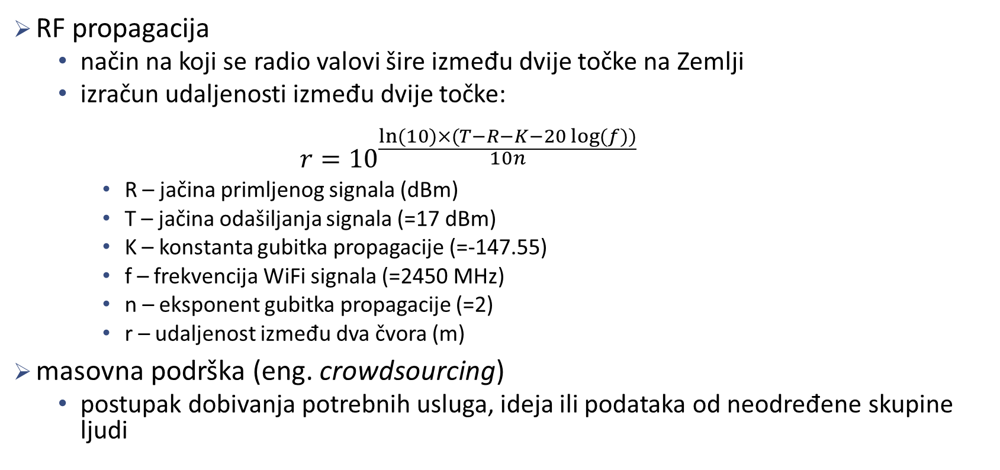 ➢ RF propagacija
• način na koji se radio valovi šire između dvije točke na Zemlji
• izračun udaljenosti između dvije točke:
r = 10^((ln(10)×(T−R−K−20 log(f)))/(10n))
• R – jačina primljenog signala (dBm)
• T – jačina odašiljanja signala (=17 dBm)
• K – konstanta gubitka propagacije (=-147.55)
• f – frekvencija WiFi signala (=2450 MHz)
• n – eksponent gubitka propagacije (=2)
• r – udaljenost između dva čvora (m)
➢ masovna podrška (eng. crowdsourcing)
• postupak dobivanja potrebnih usluga, ideja ili podataka od neodređene skupine
ljudi